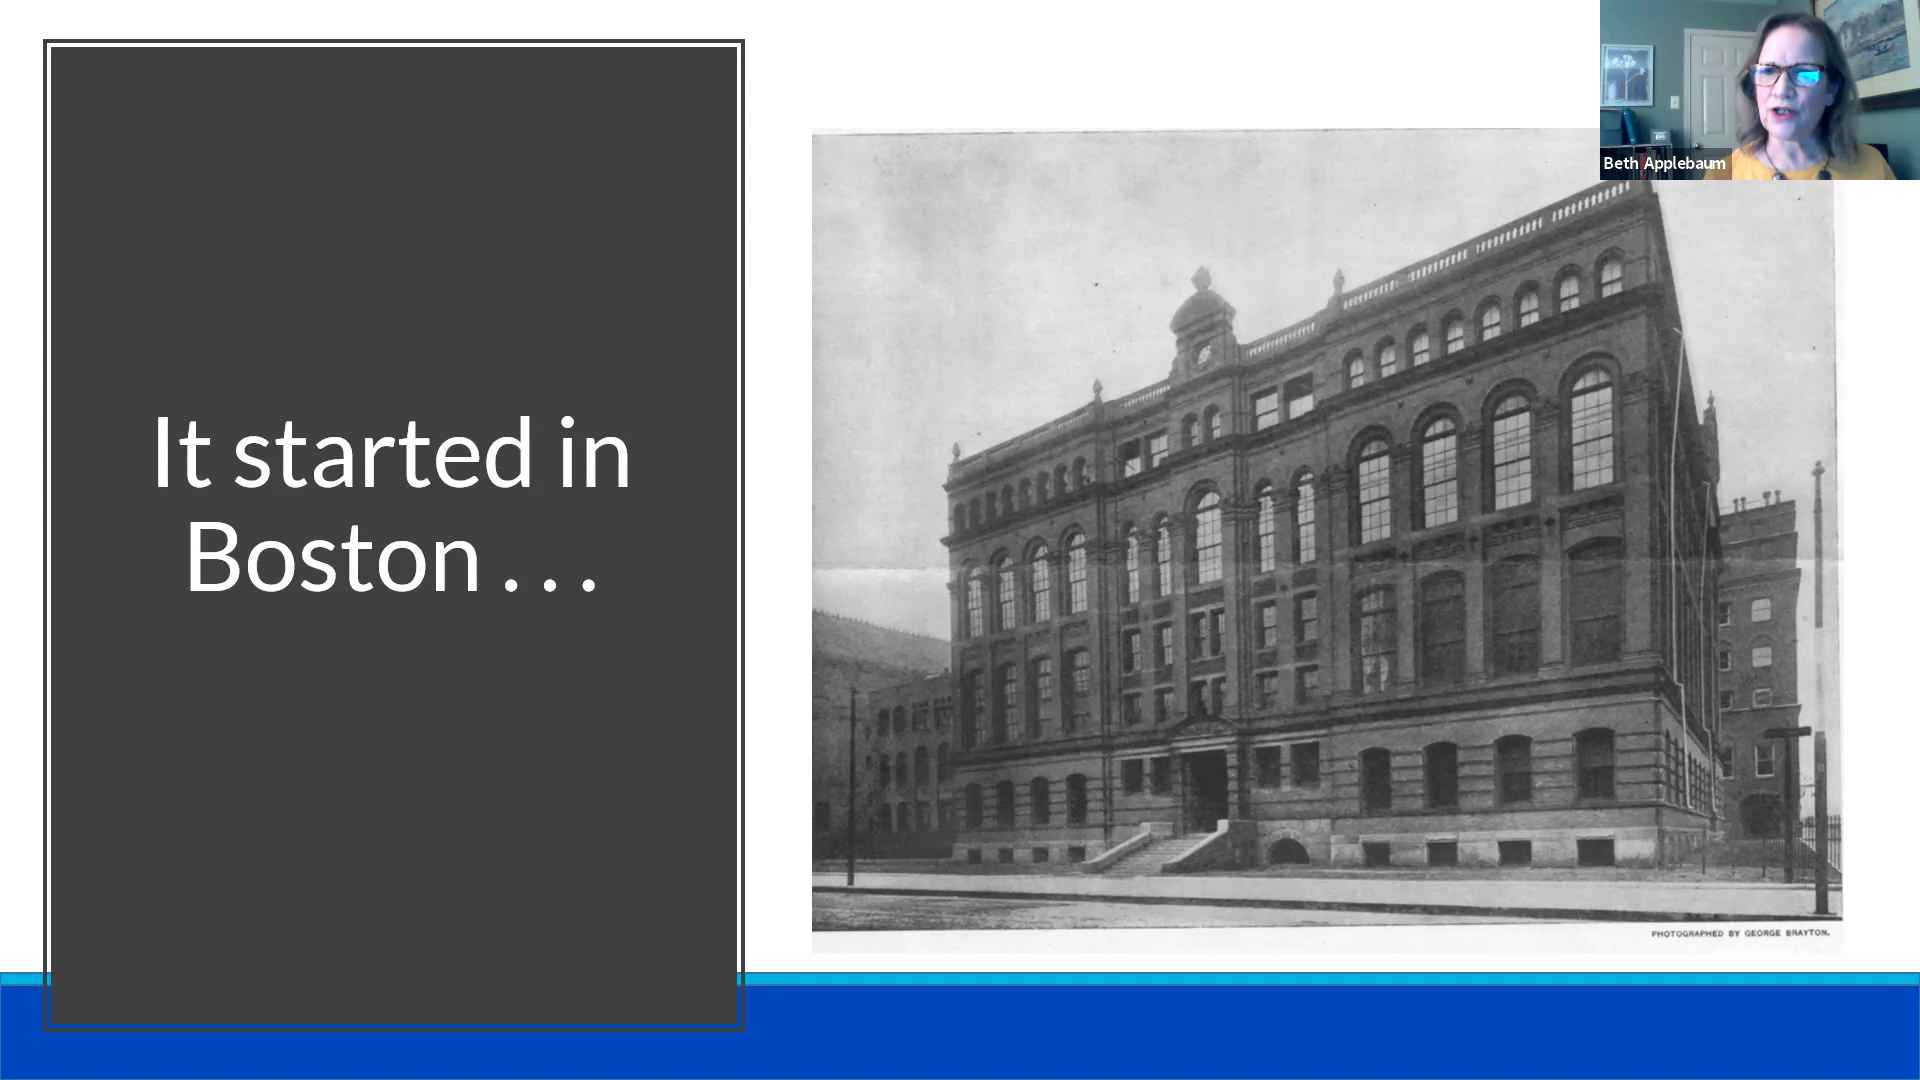 It started in
Boston . . .
Beth Applebaum
PHOTOGRAPHED BY GEORGE BRAYTON.